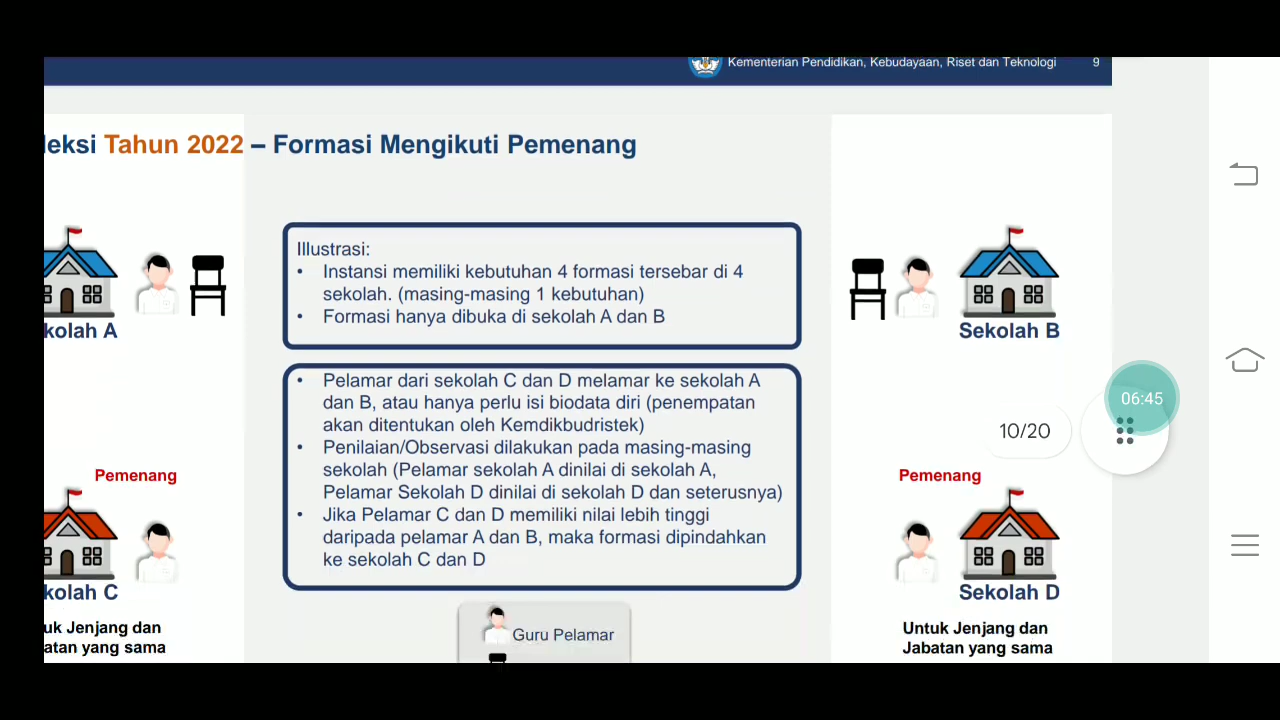 Kementerian Pendidikan, Kebudayaan, Riset dan Teknologi 9
leksi Tahun 2022 – Formasi Mengikuti Pemenang
Illustrasi:
• Instansi memiliki kebutuhan 4 formasi tersebar di 4
sekolah. (masing-masing 1 kebutuhan)
• Formasi hanya dibuka di sekolah A dan B
kolah A
Sekolah B
• Pelamar dari sekolah C dan D melamar ke sekolah A
dan B, atau hanya perlu isi biodata diri (penempatan
akan ditentukan oleh Kemdikbudristek)
• Penilaian/Observasi dilakukan pada masing-masing
sekolah (Pelamar sekolah A dinilai di sekolah A,
Pelamar Sekolah D dinilai di sekolah D dan seterusnya)
• Jika Pelamar C dan D memiliki nilai lebih tinggi
daripada pelamar A dan B, maka formasi dipindahkan
ke sekolah C dan D
06:45
10/20
Pemenang
Pemenang
kolah C
Sekolah D
uk Jenjang dan
atan yang sama
Untuk Jenjang dan
Jabatan yang sama
Guru Pelamar